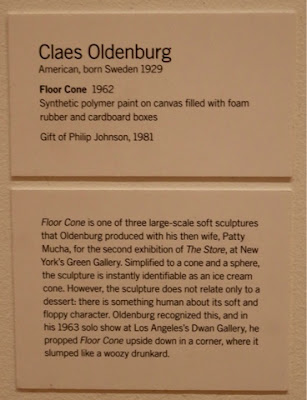 Claes Oldenburg
American, born Sweden 1929
Floor Cone 1962
Synthetic polymer paint on canvas filled with foam
rubber and cardboard boxes
Gift of Philip Johnson, 1981
Floor Cone is one of three large-scale soft sculptures
that Oldenburg produced with his then wife, Patty
Mucha, for the second exhibition of The Store, at New
York's Green Gallery. Simplified to a cone and a sphere,
the sculpture is instantly identifiable as an ice cream
cone. However, the sculpture does not relate only to a
dessert: there is something human about its soft and
floppy character. Oldenburg recognized this, and in
his 1963 solo show at Los Angeles's Dwan Gallery, he
propped Floor Cone upside down in a corner, where it
slumped like a woozy drunkard.